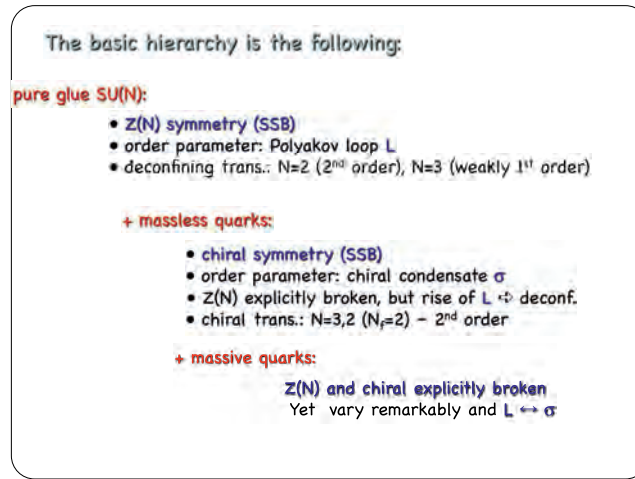 The basic hierarchy is the following:
pure glue SU(N):
• Z(N) symmetry (SSB)
• order parameter: Polyakov loop L
• deconfining trans.: N=2 (2nd order), N=3 (weakly 1st order)
+ massless quarks:
• chiral symmetry (SSB)
• order parameter: chiral condensate σ
• Z(N) explicitly broken, but rise of L ➪ deconf.
• chiral trans.: N=3,2 (Nf=2) – 2nd order
+ massive quarks:
Z(N) and chiral explicitly broken
Yet vary remarkably and L ↔ σ